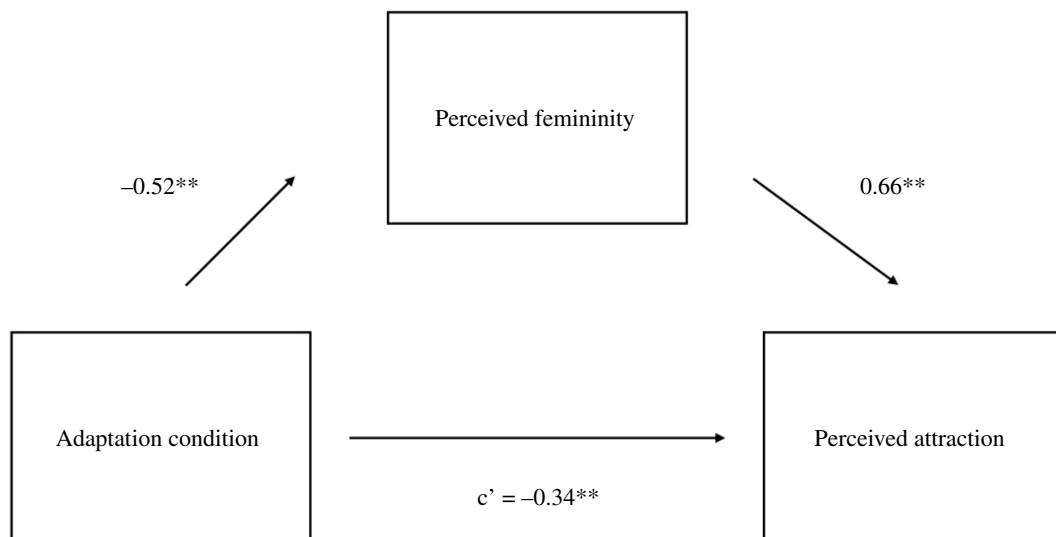 Perceived femininity
–0.52**
0.66**
Adaptation condition
Perceived attraction
c’ = –0.34**